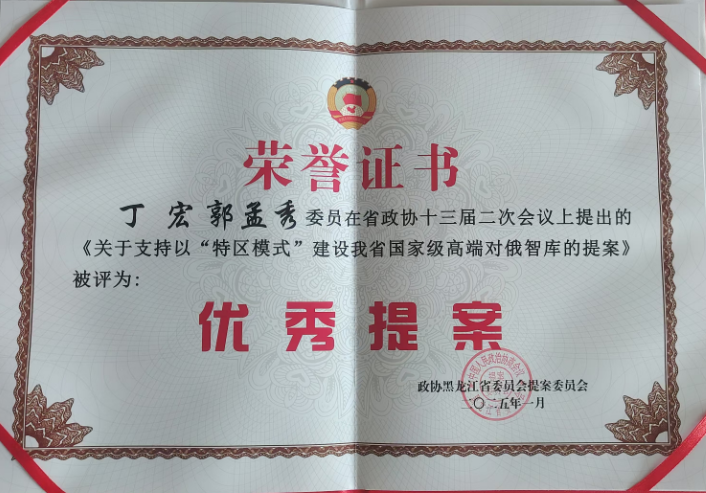 荣誉证书
丁宏 郭孟秀 委员在省政协十三届二次会议上提出的
《关于支持以“特区模式”建设我省国家级高端对俄智库的提案》
被评为：
优秀提案
政协黑龙江省委员会提案委员会
二〇二五年一月